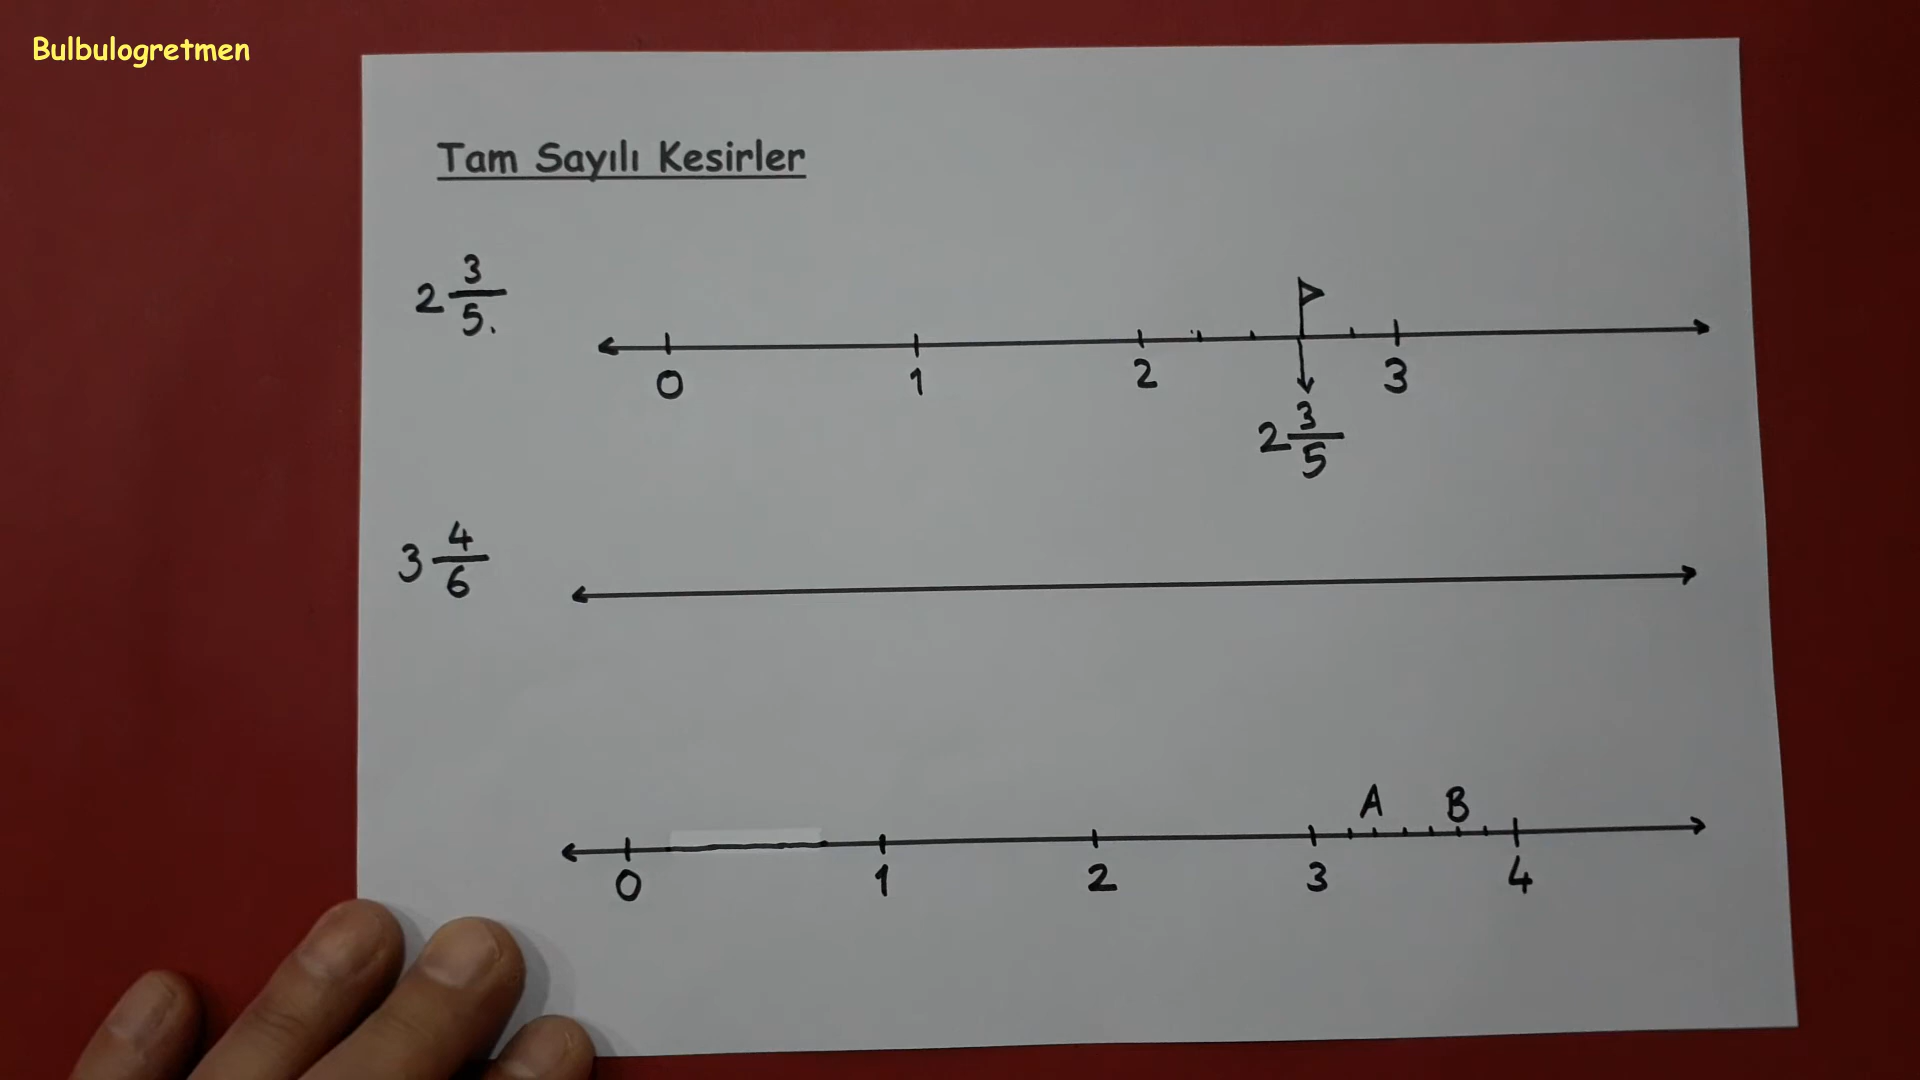 Bulbulogretmen
Tam Sayılı Kesirler
2 3/5.
0 1 2 3
2 3/5
3 4/6
A B
0 1 2 3 4